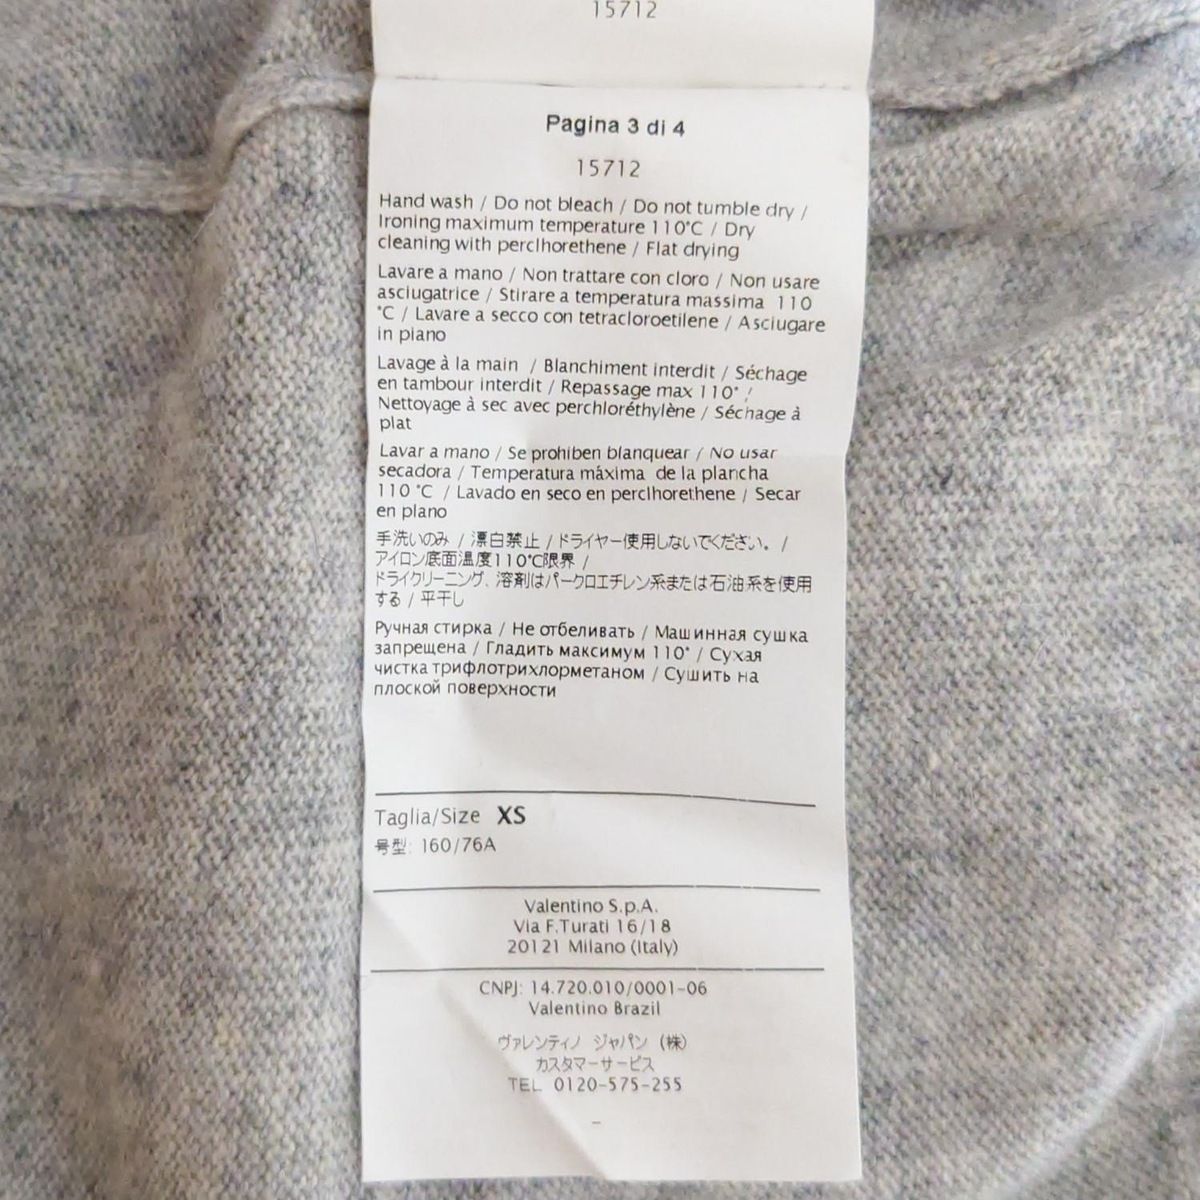 15712
Pagina 3 di 4
15712
Hand wash / Do not bleach / Do not tumble dry /
Ironing maximum temperature 110°C / Dry
cleaning with perclhorethene / Flat drying
Lavare a mano / Non trattare con cloro / Non usare
asciugatrice / Stirare a temperatura massima 110
°C / Lavare a secco con tetracloroetilene / Asciugare
in piano
Lavage à la main / Blanchiment interdit / Séchage
en tambour interdit / Repassage max 110° /
Nettoyage à sec avec perchloréthylène / Séchage à
plat
Lavar a mano / Se prohiben blanquear / No usar
secadora / Temperatura máxima de la plancha
110 °C / Lavado en seco en perclhorethene / Secar
en plano
手洗いのみ / 漂白禁止 / ドライヤー使用しないでください。 /
アイロン底面温度110℃限界 /
ドライクリーニング、溶剤はパークロエチレン系または石油系を使用
する / 平干し
Ручная стирка / Не отбеливать / Машинная сушка
запрещена / Гладить максимум 110° / Сухая
чистка трифлотрихлорметаном / Сушить на
плоской поверхности
Taglia/Size XS
号型: 160/76A
Valentino S.p.A.
Via F.Turati 16/18
20121 Milano (Italy)
CNPJ: 14.720.010/0001-06
Valentino Brazil
ヴァレンティノ ジャパン (株)
カスタマーサービス
TEL 0120-575-255
-